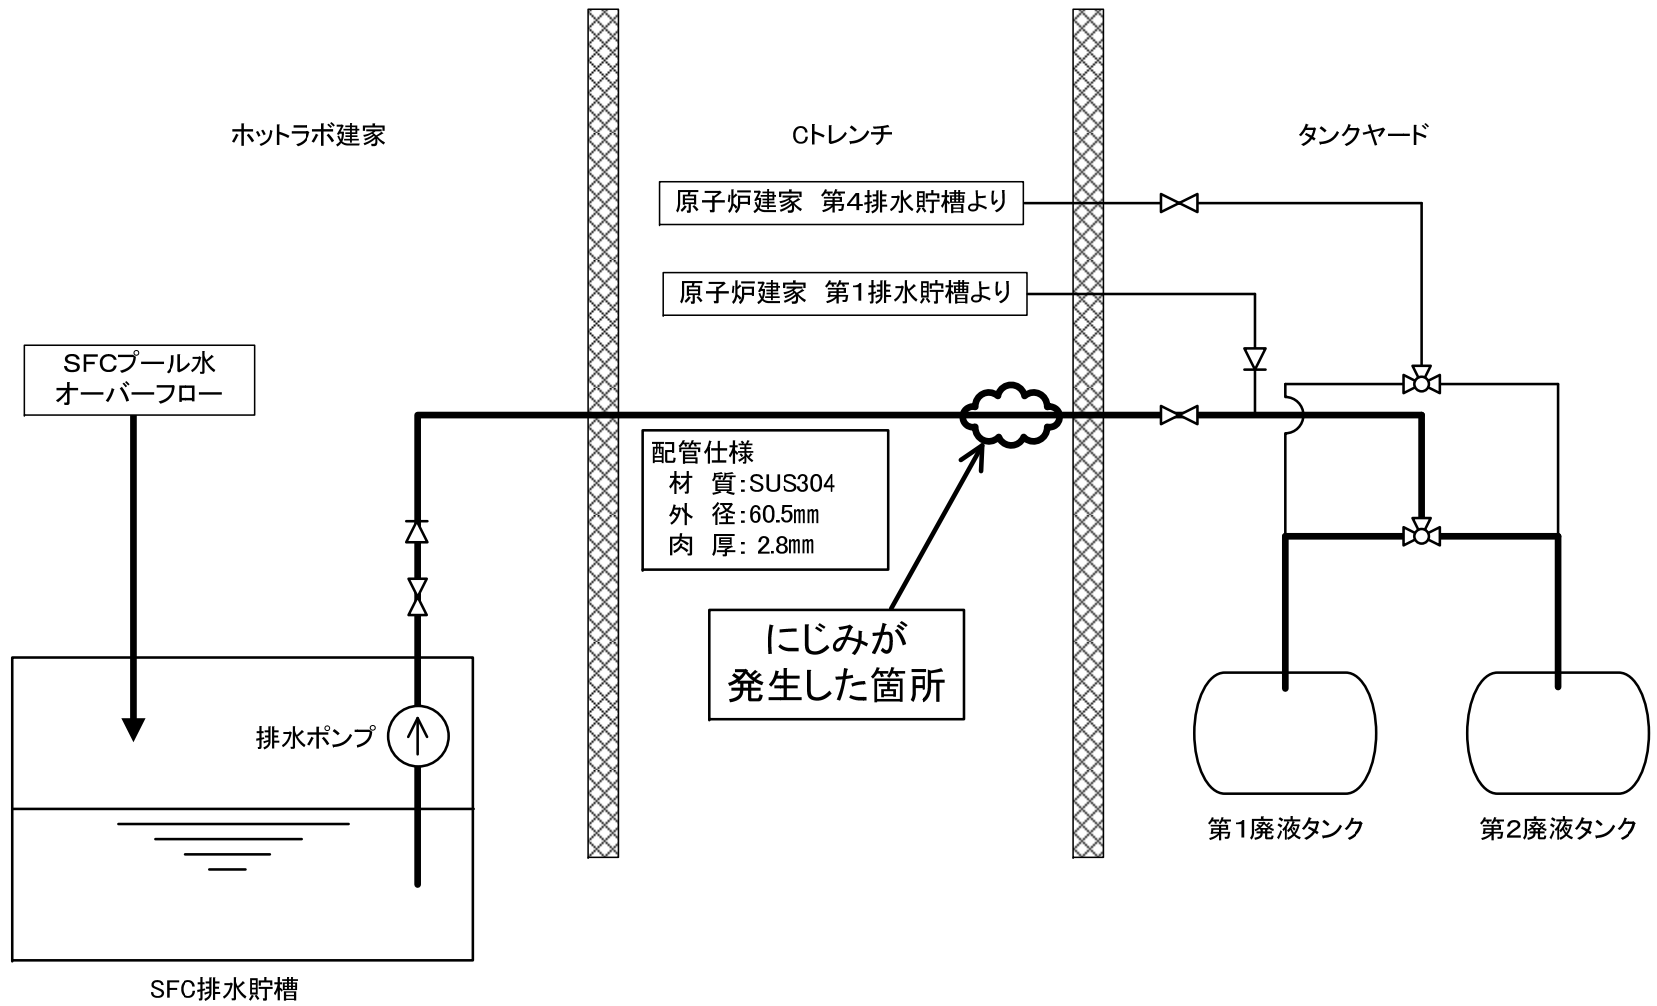 ホットラボ建家
Cトレンチ
タンクヤード
原子炉建家　第4排水貯槽より
原子炉建家　第1排水貯槽より
SFCプール水
オーバーフロー
配管仕様
材　質：SUS304
外　径：60.5mm
肉　厚： 2.8mm
にじみが
発生した箇所
排水ポンプ
第1廃液タンク
第2廃液タンク
SFC排水貯槽